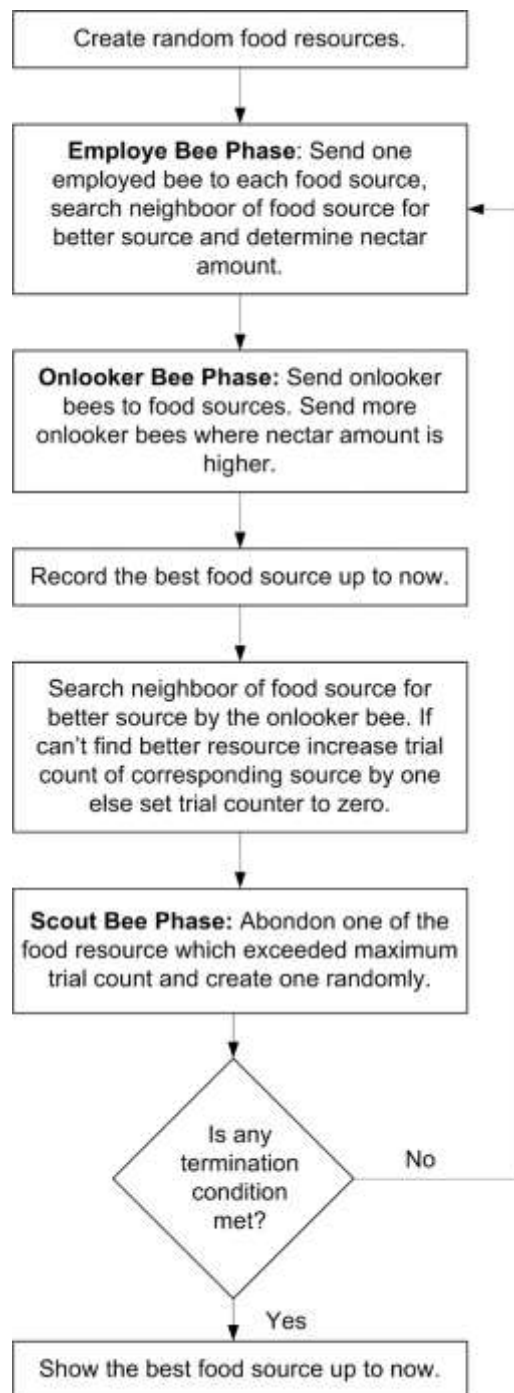 Create random food resources.
Employe Bee Phase: Send one
employed bee to each food source,
search neighboor of food source for
better source and determine nectar
amount.
Onlooker Bee Phase: Send onlooker
bees to food sources. Send more
onlooker bees where nectar amount is
higher.
Record the best food source up to now.
Search neighboor of food source for
better source by the onlooker bee. If
can't find better resource increase trial
count of corresponding source by one
else set trial counter to zero.
Scout Bee Phase: Abondon one of the
food resource which exceeded maximum
trial count and create one randomly.
Is any
termination
condition
met?
No
Yes
Show the best food source up to now.